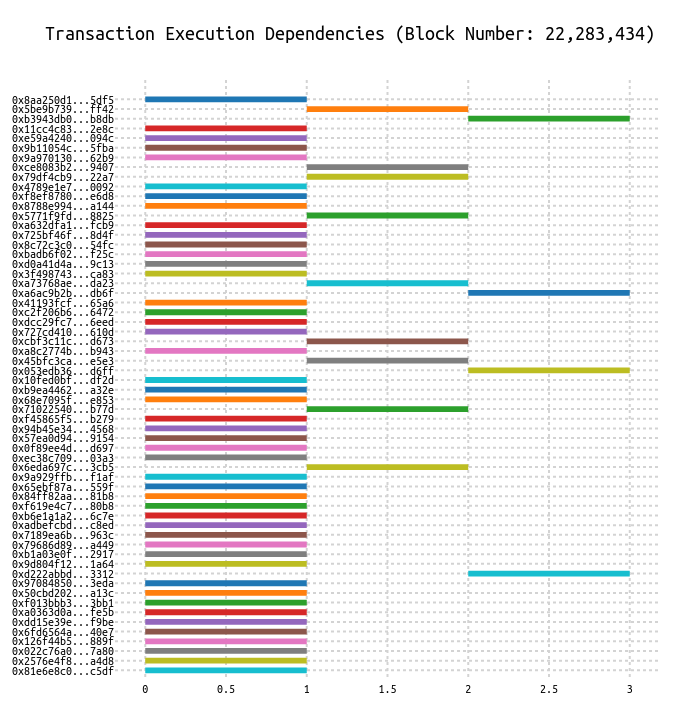 Transaction Execution Dependencies (Block Number: 22,283,434)
0x8aa250d1...5df5
0x5be9b739...ff42
0xb3943db0...b8db
0x11cc4c83...2e8c
0xe59a4240...094c
0x9b11054c...5fba
0x9a970130...62b9
0xce8083b2...9407
0x79df4cb9...22a7
0x4789e1e7...0092
0xf8ef8780...e6d8
0x8788e994...a144
0x5771f9fd...8825
0xa632dfa1...fcb9
0x725bf46f...8d4f
0x8c72c3c0...54fc
0xbadb6f02...f25c
0xd0a41d4a...9c13
0x3f498743...ca83
0xa73768ae...da23
0xa6ac9b2b...db6f
0x41193fcf...65a6
0xc2f206b6...6472
0xdcc29fc7...6eed
0x727cd410...610d
0xcbf3c11c...d673
0xa8c2774b...b943
0x45bfc3ca...e5e3
0x053edb36...d6ff
0x10fed0bf...df2d
0xb9ea4462...a32e
0x68e7095f...e853
0x71022540...b77d
0xf45865f5...b279
0x94b45e34...4568
0x57ea0d94...9154
0x0f89ee4d...d697
0xec38c709...03a3
0x6eda697c...3cb5
0x9a929ffb...f1af
0x65ebf87a...559f
0x84ff82aa...81b8
0xf619e4c7...80b8
0xb6e1a1a2...6c7e
0xadbefcbd...c8ed
0x7189ea6b...963c
0x79686d89...a449
0xb1a03e0f...2917
0x9d804f12...1a64
0xd222abbd...3312
0x97084850...3eda
0x50cbd202...a13c
0xf013bbb3...3bb1
0xa0363d0a...fe5b
0xdd15e39e...f9be
0x6fd6564a...40e7
0x126f44b5...889f
0x022c76a0...7a80
0x2576e4f8...a4d8
0x81e6e8c0...c5df
0 0.5 1 1.5 2 2.5 3